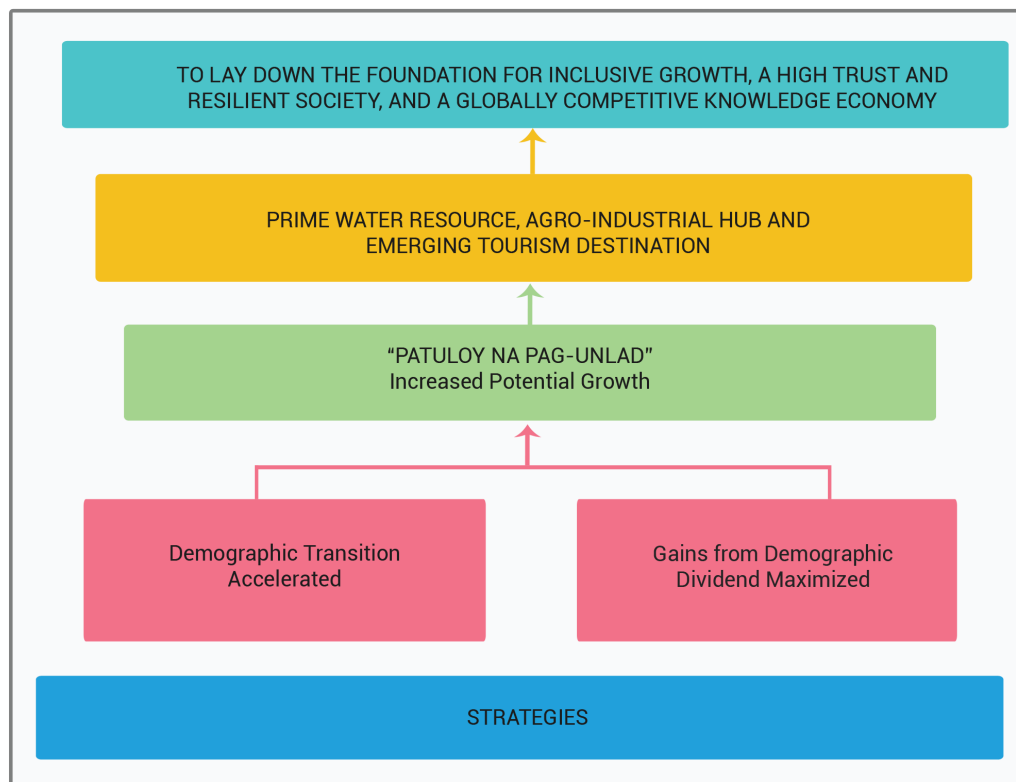 TO LAY DOWN THE FOUNDATION FOR INCLUSIVE GROWTH, A HIGH TRUST AND
RESILIENT SOCIETY, AND A GLOBALLY COMPETITIVE KNOWLEDGE ECONOMY
PRIME WATER RESOURCE, AGRO-INDUSTRIAL HUB AND
EMERGING TOURISM DESTINATION
“PATULOY NA PAG-UNLAD”
Increased Potential Growth
Demographic Transition
Accelerated
Gains from Demographic
Dividend Maximized
STRATEGIES